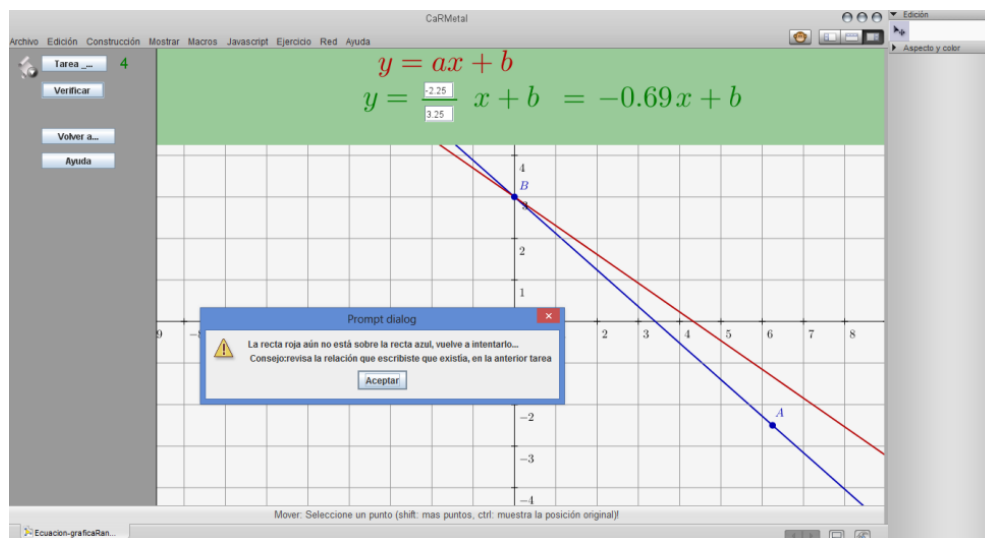 CaRMetal
Edición
Archivo Edición Construcción Mostrar Macros Javascript Ejercicio Red Ayuda
Aspecto y color
Tarea _... 4
Verificar
Volver a...
Ayuda
y = ax + b
y = -2.25 / 3.25 x + b = −0.69x + b
4
B
3
2
1
9 2 3 4 5 6 7 8
Prompt dialog
La recta roja aún no está sobre la recta azul, vuelve a intentarlo...
Consejo:revisa la relación que escribiste que existía, en la anterior tarea
Aceptar
A
−2
−3
−4
Mover: Seleccione un punto (shift: mas puntos, ctrl: muestra la posición original)!
Ecuacion-graficaRan...